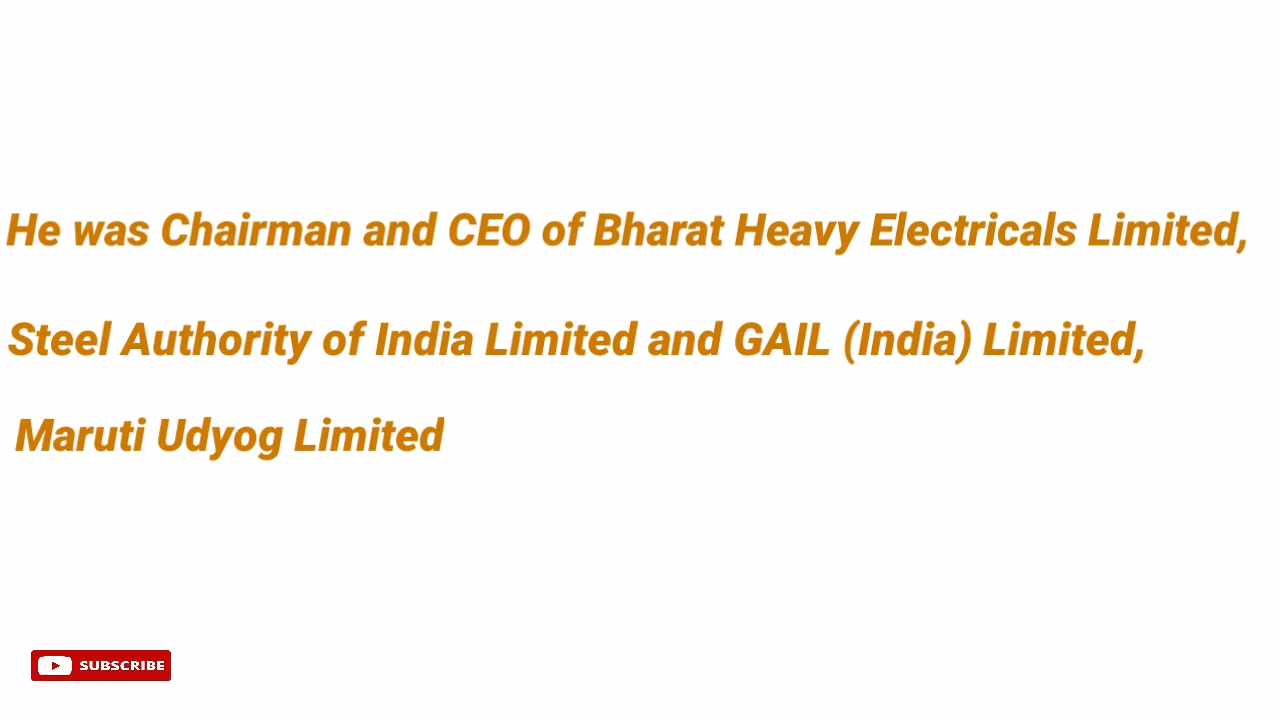 He was Chairman and CEO of Bharat Heavy Electricals Limited,
Steel Authority of India Limited and GAIL (India) Limited,
Maruti Udyog Limited
SUBSCRIBE